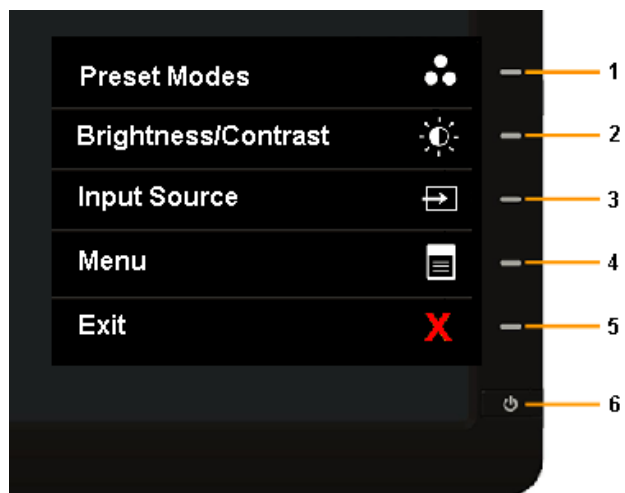 Preset Modes 1
Brightness/Contrast 2
Input Source 3
Menu 4
Exit X 5
6